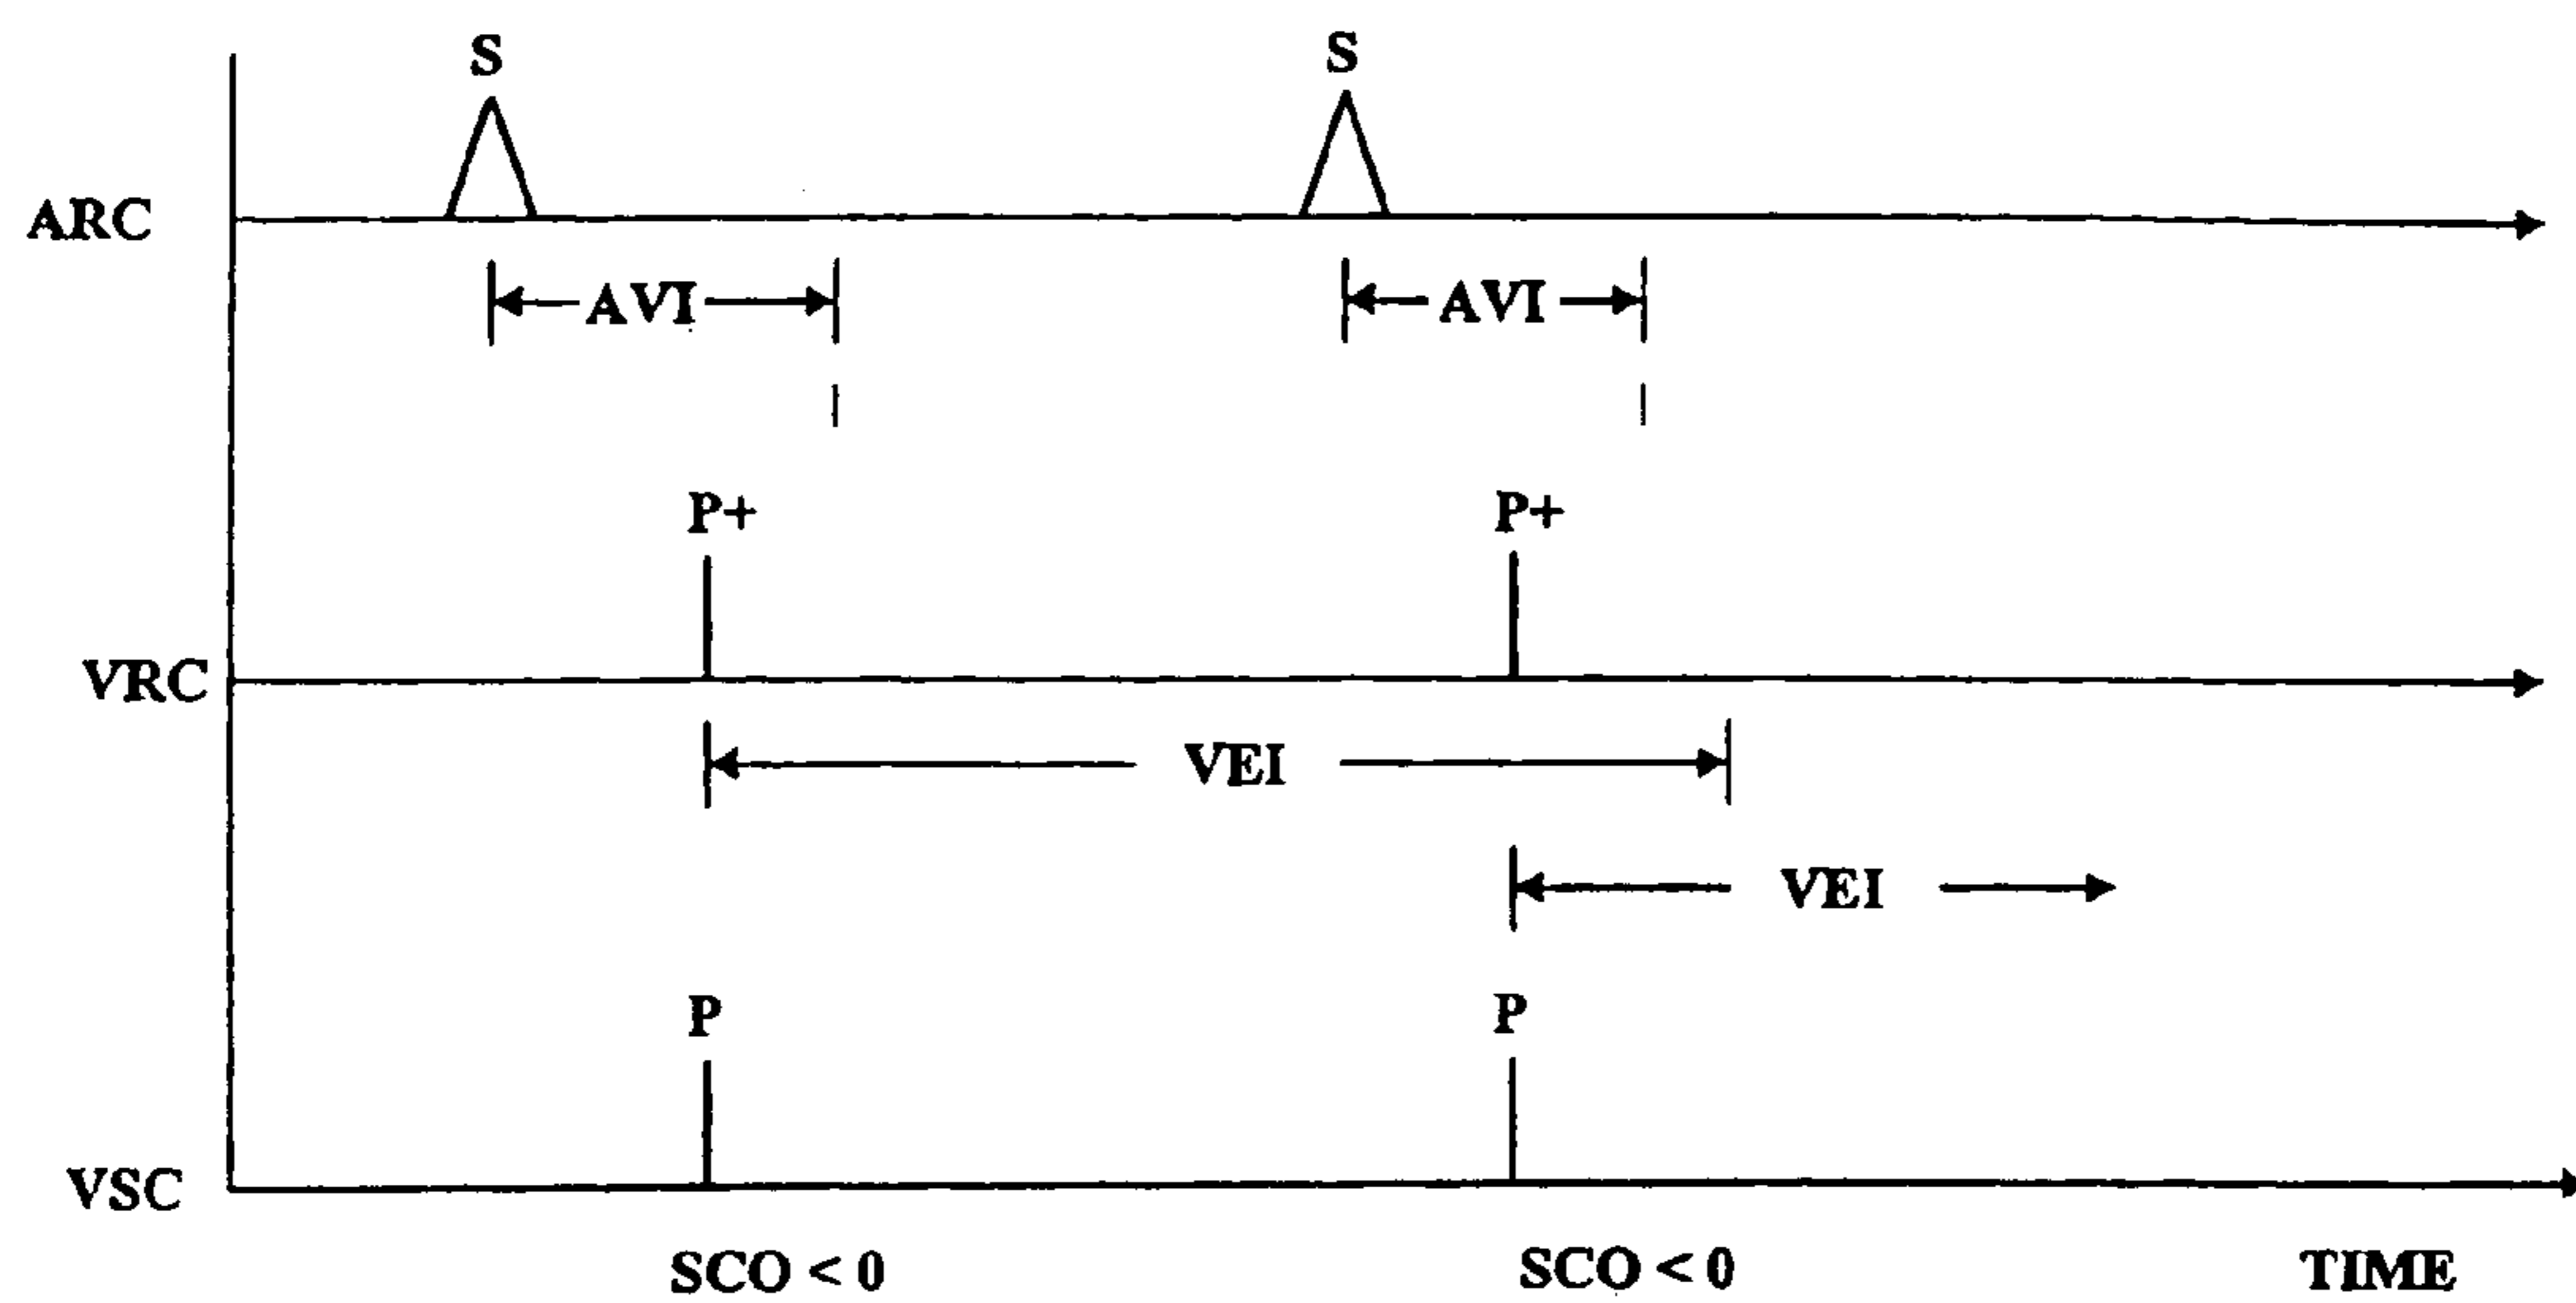 S S
ARC
AVI AVI
P+ P+
VRC
VEI
VEI
P P
VSC
SCO < 0 SCO < 0 TIME